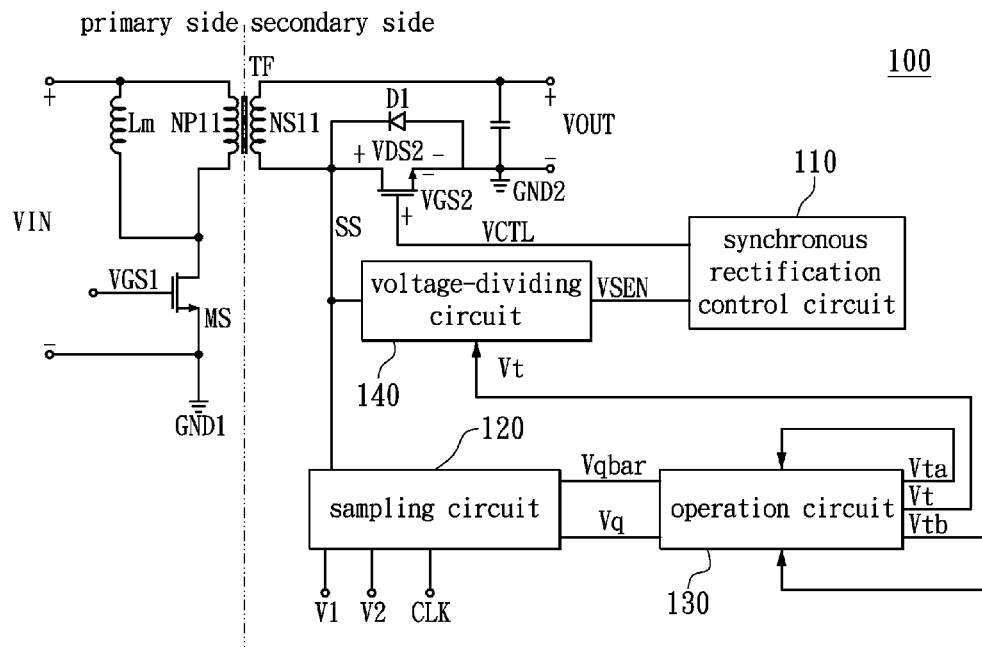 primary side secondary side
100
TF
+
Lm
NP11
NS11
D1
+
VOUT
+ VDS2 −
−
−
GND2
VGS2
+
110
VIN
SS
VCTL
synchronous
rectification
control circuit
VGS1
MS
voltage-dividing
circuit
VSEN
−
140
Vt
GND1
120
sampling circuit
Vqbar
Vq
operation circuit
Vta
Vt
Vtb
130
V1
V2
CLK